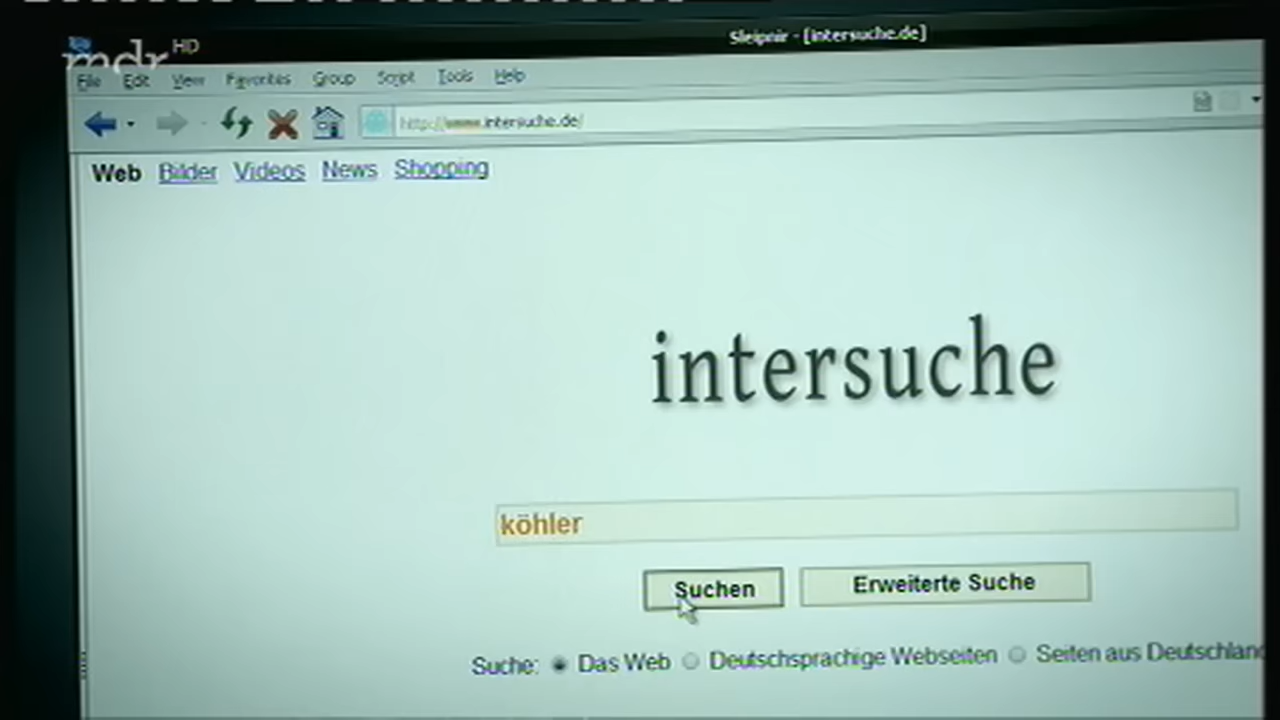 Sleipnir - [intersuche.de]
mdr HD
File Edit View Favorites Group Script Tools Help
http://www.intersuche.de/
Web Bilder Videos News Shopping
intersuche
köhler
Suchen Erweiterte Suche
Suche: Das Web Deutschsprachige Webseiten Seiten aus Deutschland